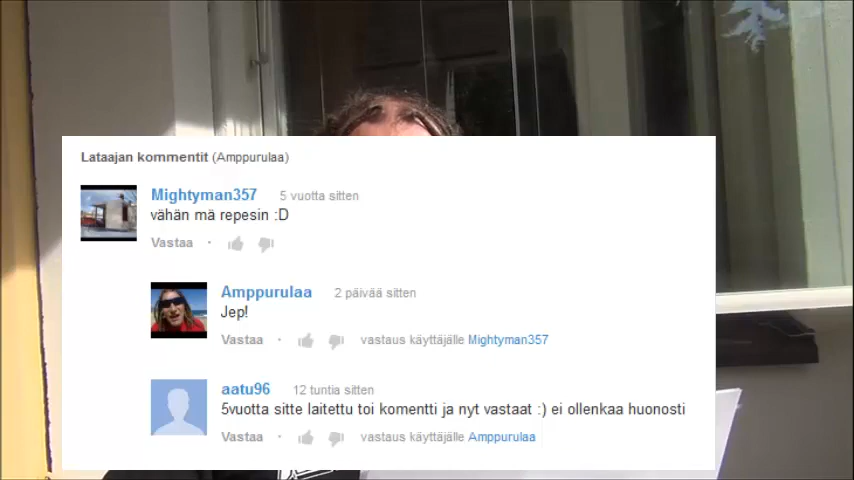 Lataajan kommentit (Amppurulaa)
Mightyman357 5 vuotta sitten
vähän mä repesin :D
Vastaa ·
Amppurulaa 2 päivää sitten
Jep!
Vastaa · vastaus käyttäjälle Mightyman357
aatu96 12 tuntia sitten
5vuotta sitte laitettu toi komentti ja nyt vastaat :) ei ollenkaa huonosti
Vastaa · vastaus käyttäjälle Amppurulaa